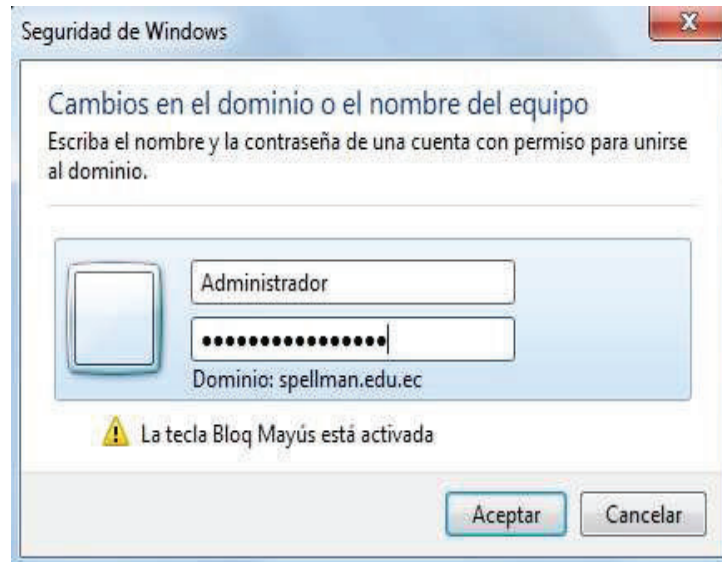 Seguridad de Windows
Cambios en el dominio o el nombre del equipo
Escriba el nombre y la contraseña de una cuenta con permiso para unirse
al dominio.
Administrador
••••••••••••••••
Dominio: spellman.edu.ec
La tecla Bloq Mayús está activada
Aceptar Cancelar